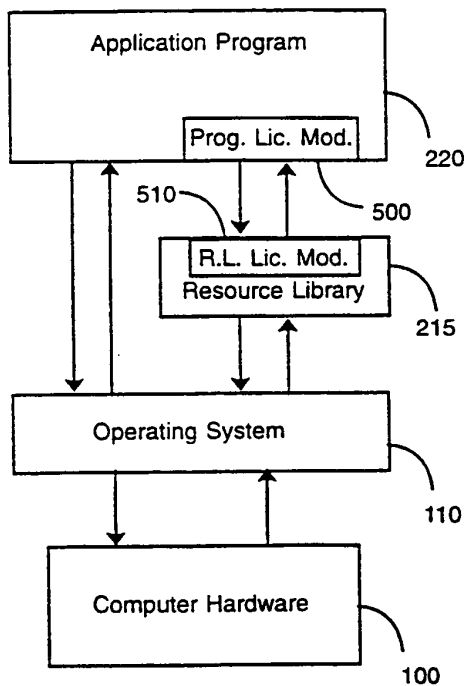 Application Program
Prog. Lic. Mod.
220
500
510
R.L. Lic. Mod.
Resource Library
215
Operating System
110
Computer Hardware
100